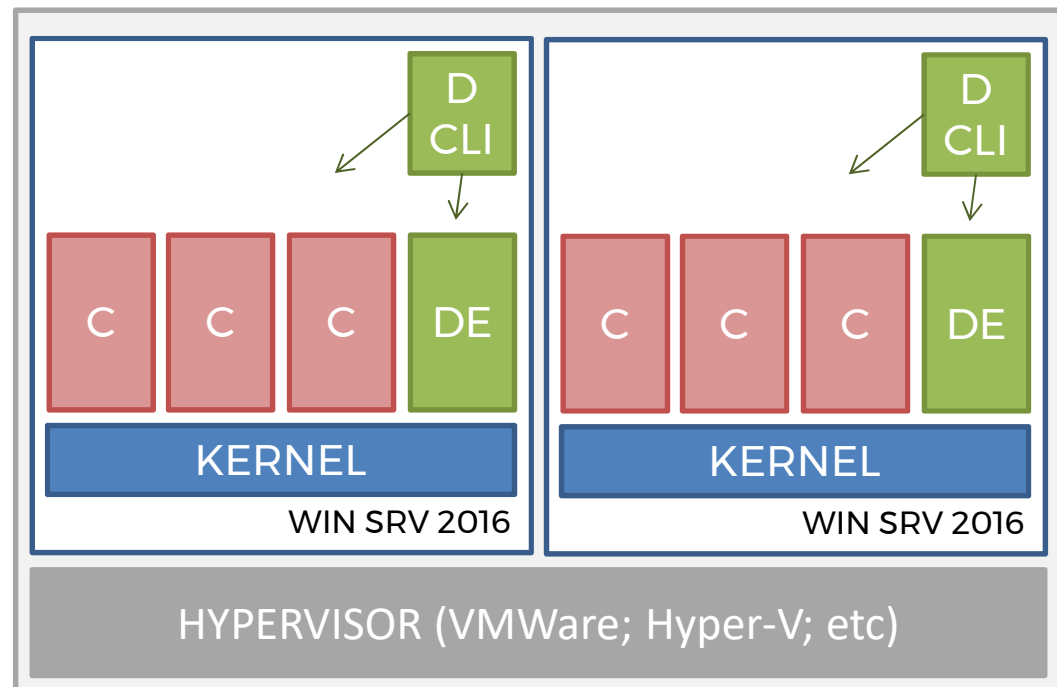 D
CLI
C
C
C
DE
KERNEL
WIN SRV 2016
D
CLI
C
C
C
DE
KERNEL
WIN SRV 2016
HYPERVISOR (VMWare; Hyper-V; etc)